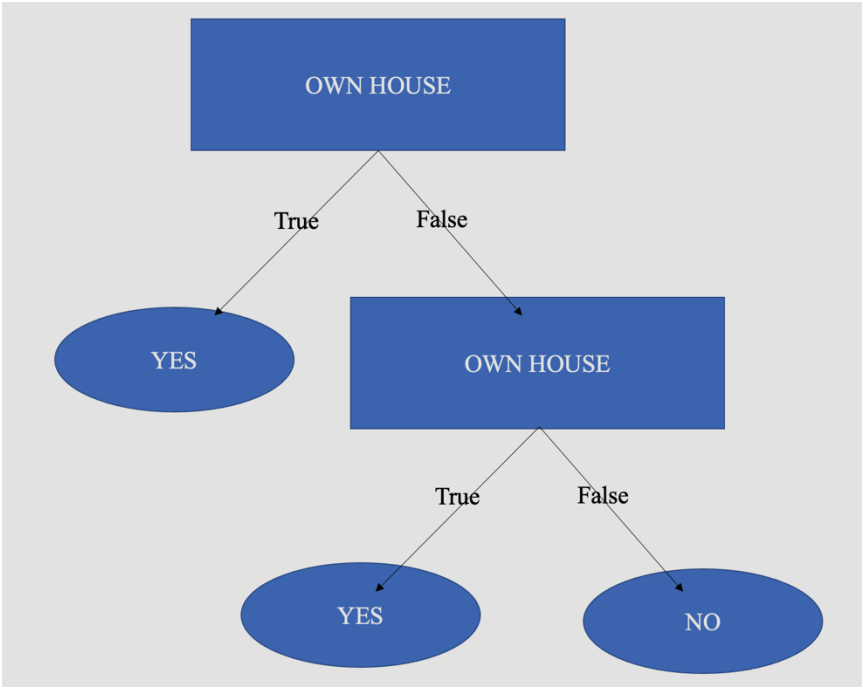 OWN HOUSE
True
False
YES
OWN HOUSE
True
False
YES
NO